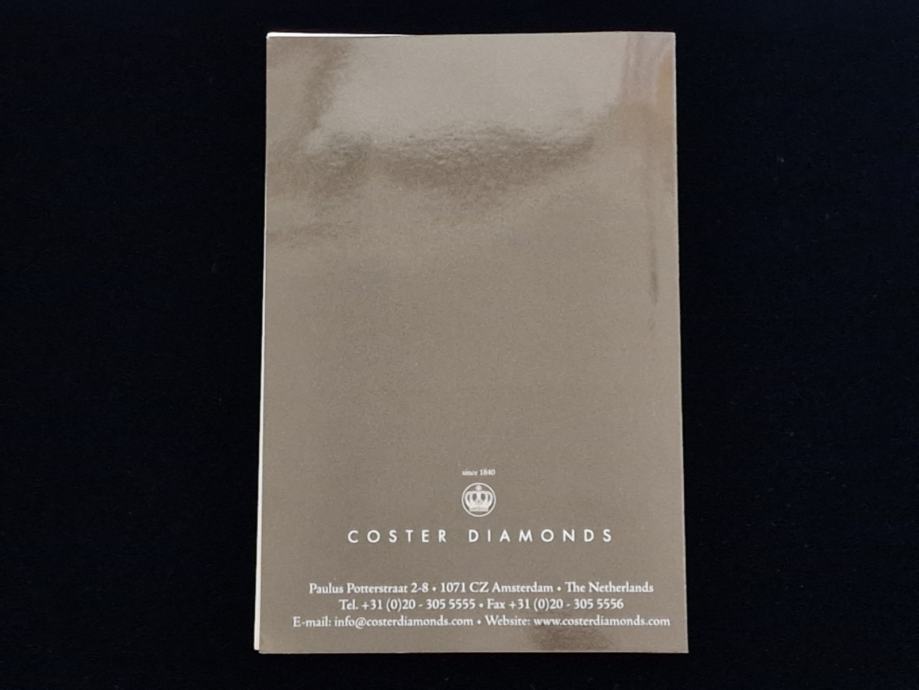 since 1840
COSTER DIAMONDS
Paulus Potterstraat 2-8 • 1071 CZ Amsterdam • The Netherlands
Tel. +31 (0)20 - 305 5555 • Fax +31 (0)20 - 305 5556
E-mail: info@costerdiamonds.com • Website: www.costerdiamonds.com